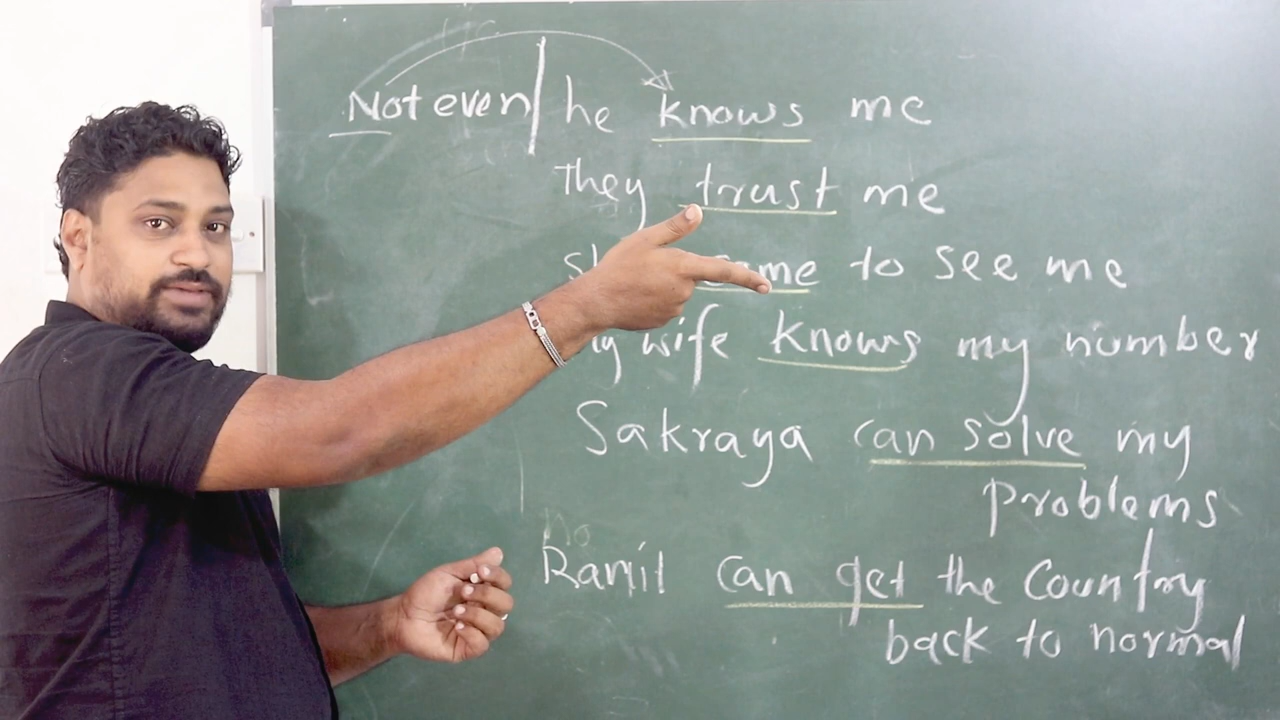 Not even he knows me
they trust me
to see me
wife knows my number
Sakraya can solve my
problems
no
Ranil can get the Country
back to normal